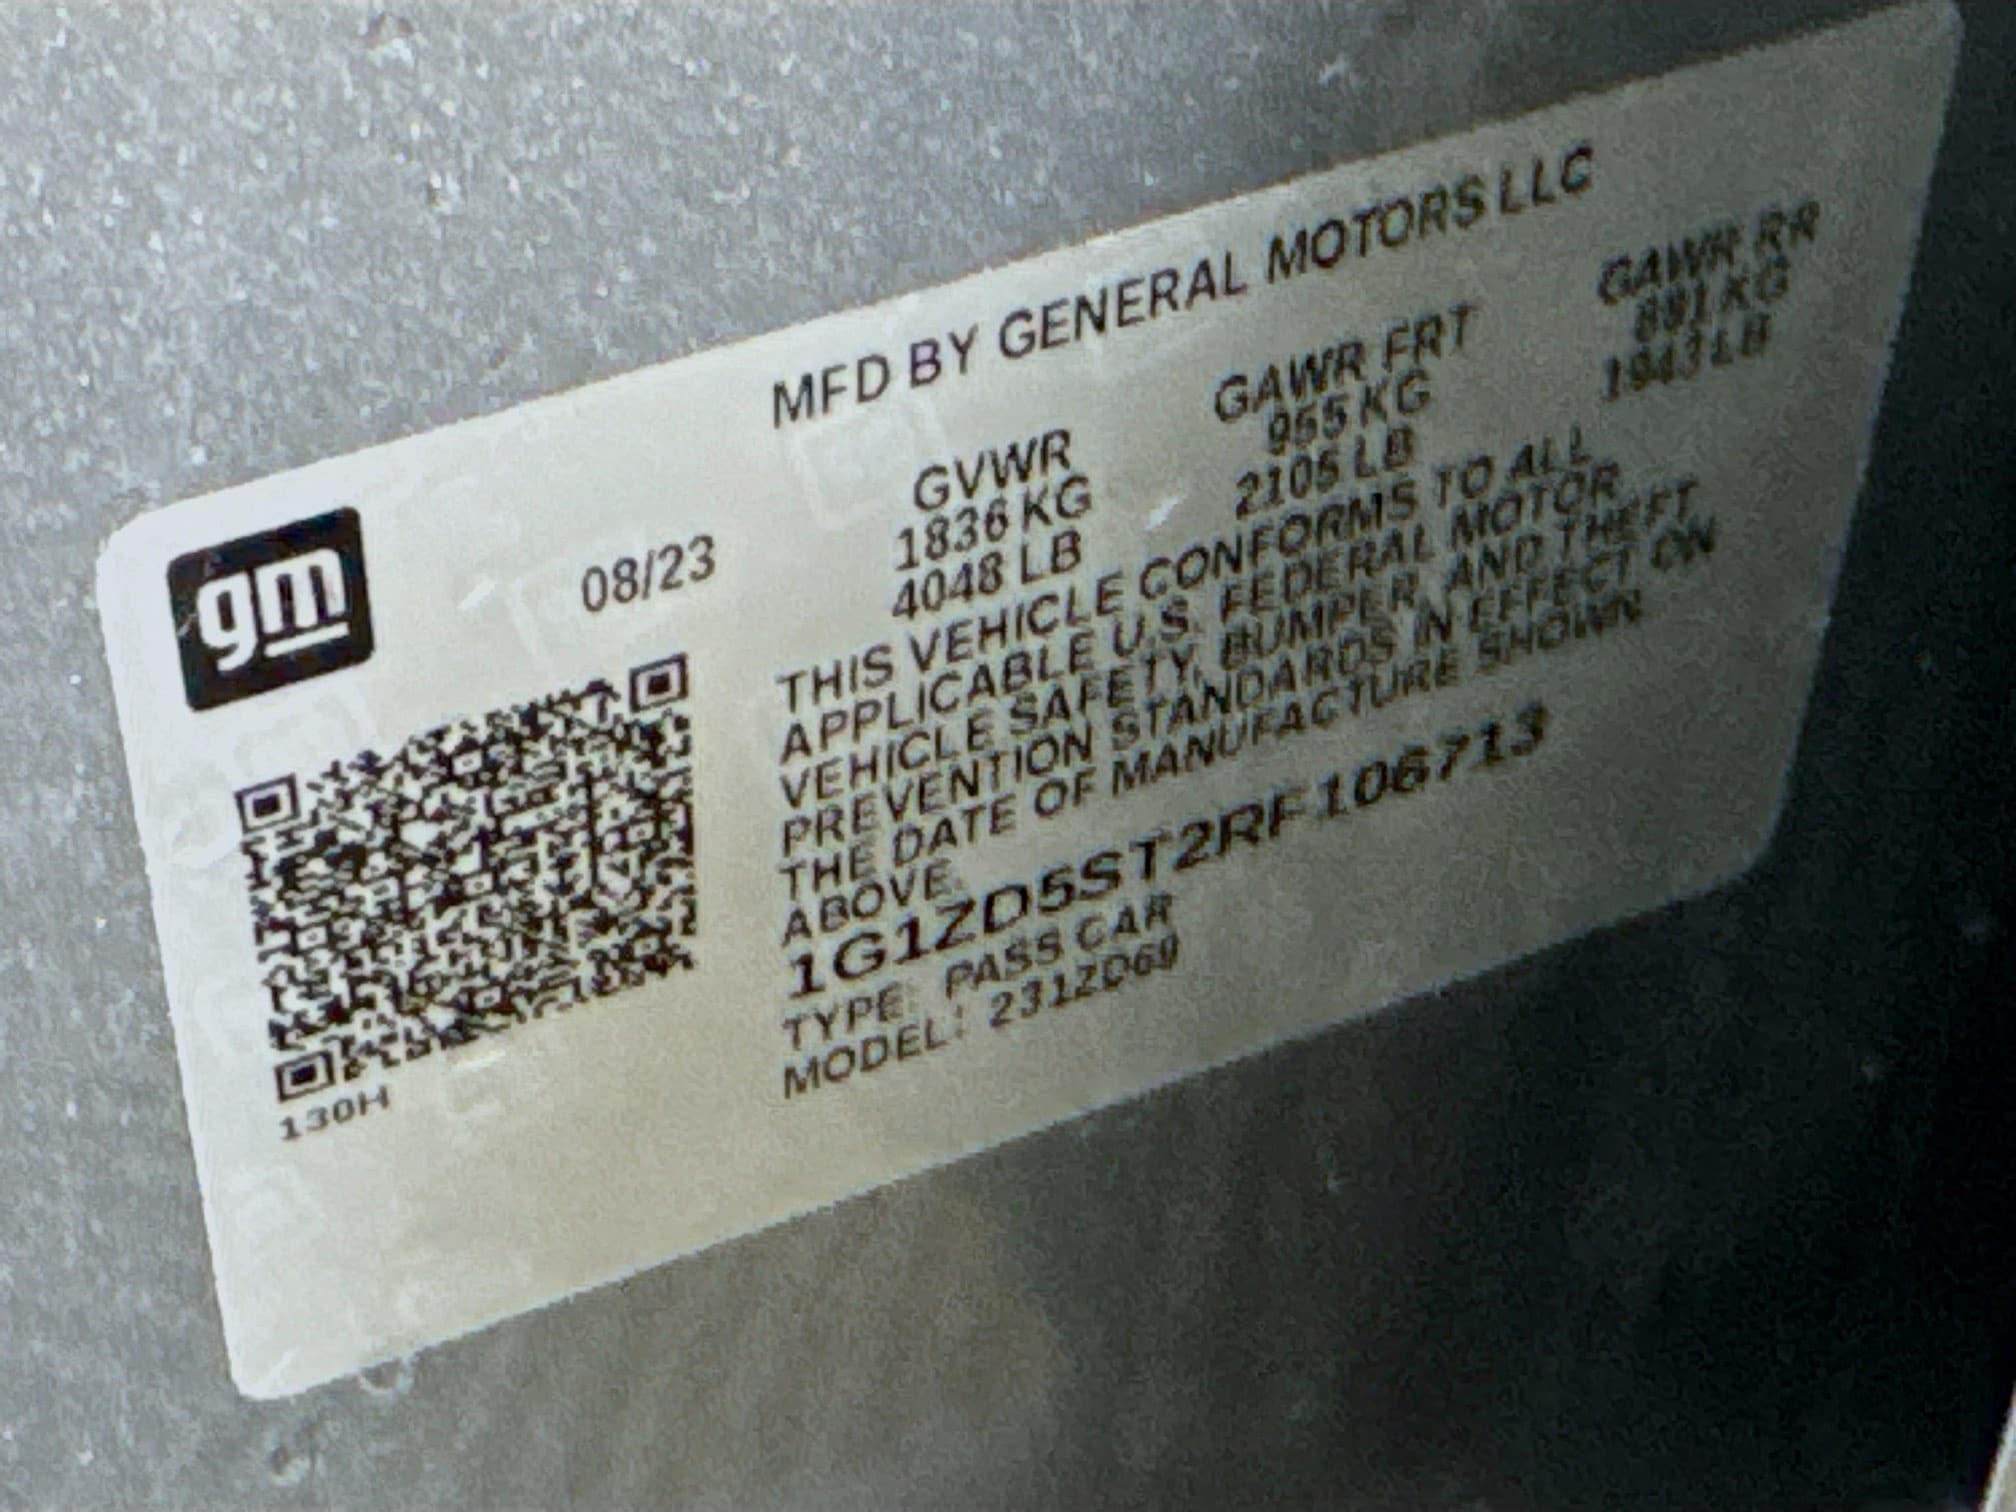 MFD BY GENERAL MOTORS LLC
gm
08/23
GVWR
1836 KG
4048 LB
GAWR FRT
955 KG
2105 LB
GAWR RR
881 KG
1943 LB
THIS VEHICLE CONFORMS TO ALL
APPLICABLE U.S. FEDERAL MOTOR
VEHICLE SAFETY, BUMPER, AND THEFT
PREVENTION STANDARDS IN EFFECT ON
THE DATE OF MANUFACTURE SHOWN
ABOVE.
1G1ZD5ST2RF106713
TYPE: PASS CAR
MODEL: 231ZD69
130H